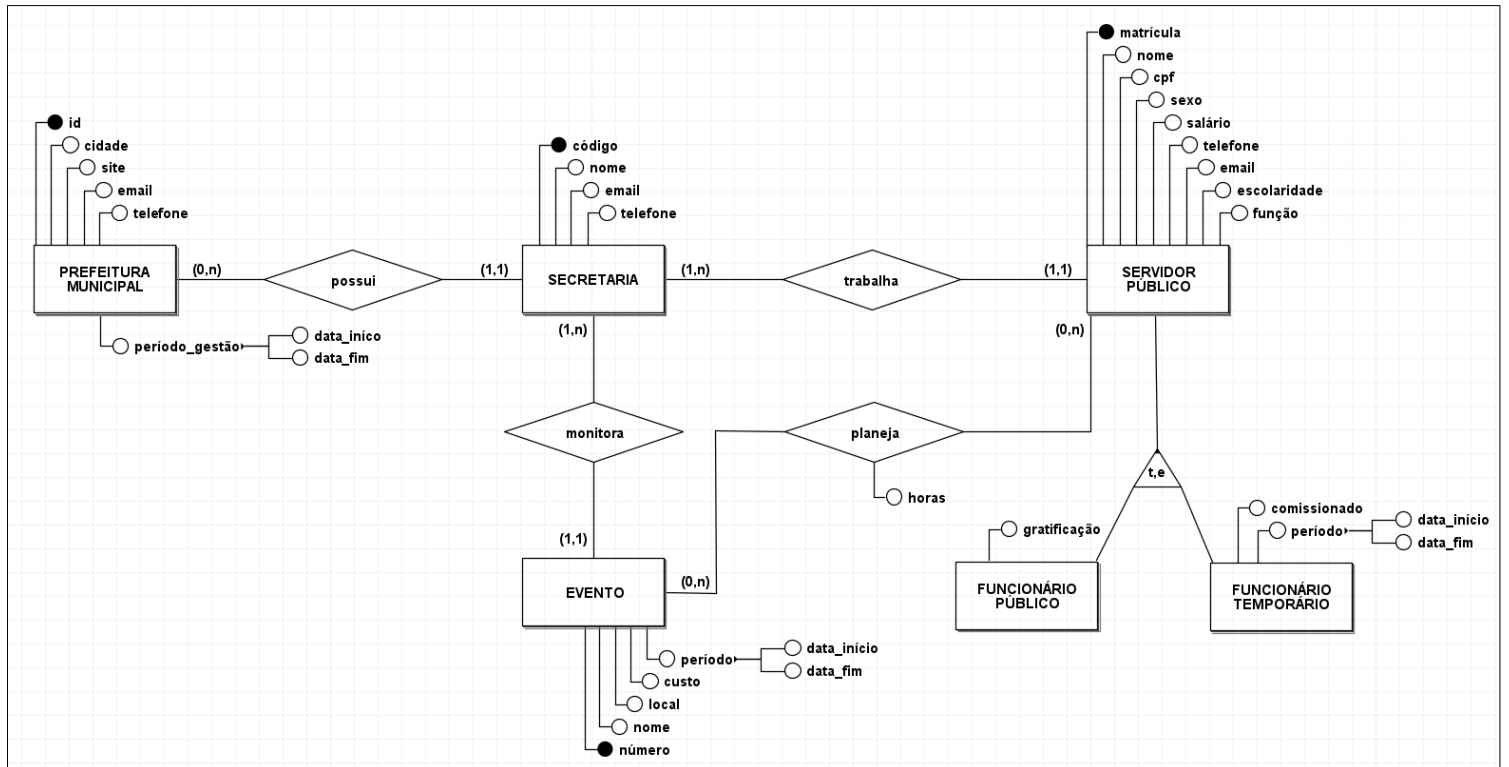 matrícula
nome
cpf
sexo
salário
telefone
email
escolaridade
função
id
cidade
site
email
telefone
código
nome
email
telefone
PREFEITURA
MUNICIPAL
(0,n)
possui
(1,1)
SECRETARIA
(1,n)
trabalha
(1,1)
SERVIDOR
PÚBLICO
período_gestão
data_iníco
data_fim
(1,n)
(0,n)
monitora
planeja
horas
t,e
(1,1)
EVENTO
(0,n)
gratificação
FUNCIONÁRIO
PÚBLICO
comissionado
período
data_início
data_fim
FUNCIONÁRIO
TEMPORÁRIO
período
data_início
data_fim
custo
local
nome
número